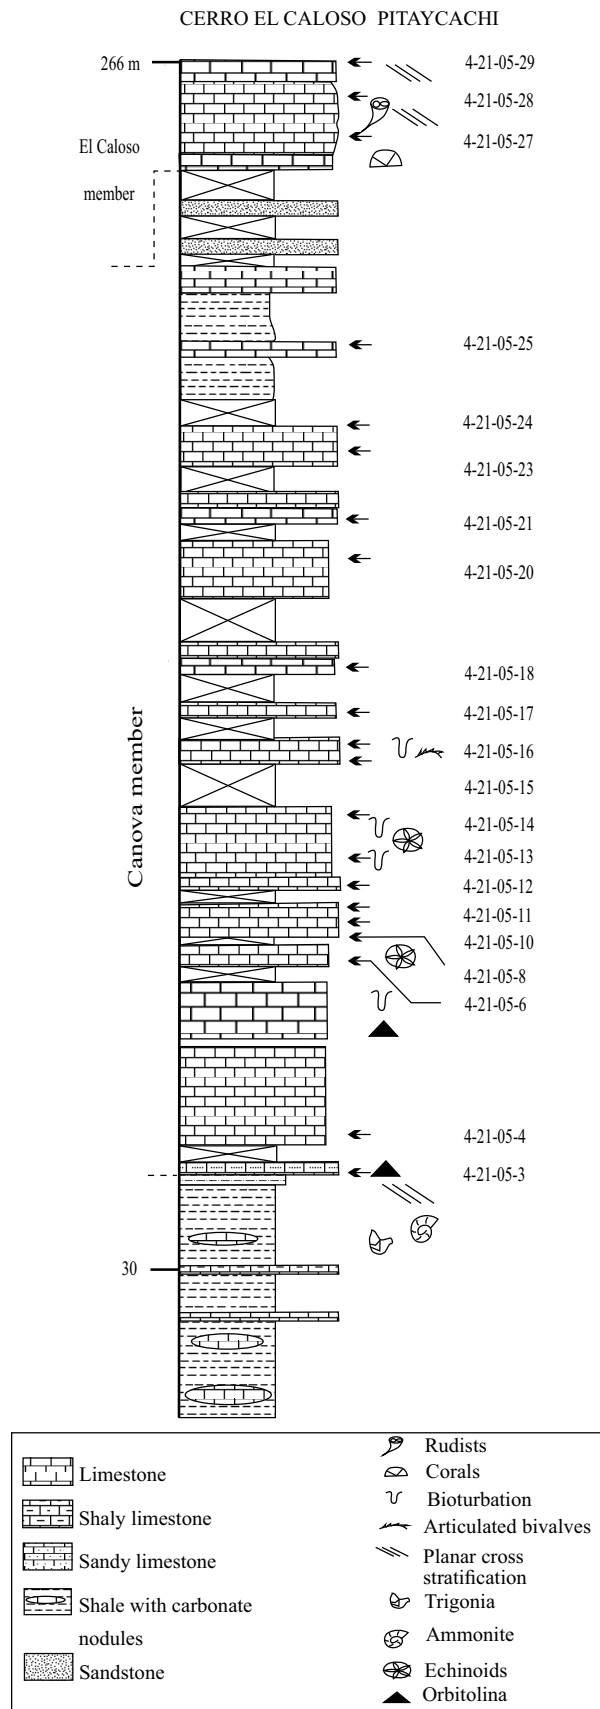 CERRO EL CALOSO PITAYCACHI
266 m
4-21-05-29
4-21-05-28
4-21-05-27
El Caloso
member
4-21-05-25
4-21-05-24
4-21-05-23
4-21-05-21
4-21-05-20
4-21-05-18
4-21-05-17
4-21-05-16
4-21-05-15
4-21-05-14
4-21-05-13
4-21-05-12
4-21-05-11
4-21-05-10
4-21-05-8
4-21-05-6
4-21-05-4
4-21-05-3
Canova member
30
Limestone
Shaly limestone
Sandy limestone
Shale with carbonate
nodules
Sandstone
Rudists
Corals
Bioturbation
Articulated bivalves
Planar cross
stratification
Trigonia
Ammonite
Echinoids
Orbitolina